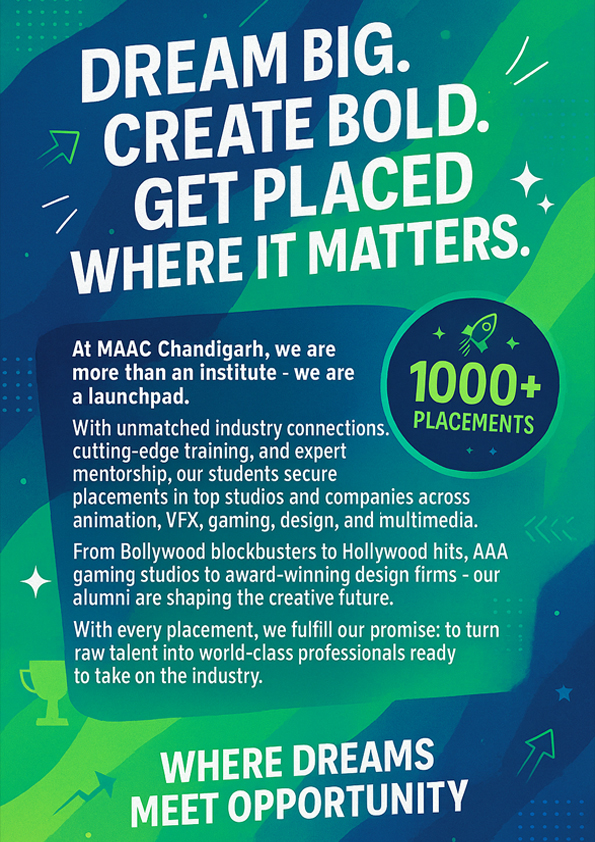 DREAM BIG.
CREATE BOLD.
GET PLACED
WHERE IT MATTERS.
At MAAC Chandigarh, we are
more than an institute - we are
a launchpad.
1000+
PLACEMENTS
With unmatched industry connections.
cutting-edge training, and expert
mentorship, our students secure
placements in top studios and companies across
animation, VFX, gaming, design, and multimedia.
From Bollywood blockbusters to Hollywood hits, AAA
gaming studios to award-winning design firms - our
alumni are shaping the creative future.
With every placement, we fulfill our promise: to turn
raw talent into world-class professionals ready
to take on the industry.
WHERE DREAMS
MEET OPPORTUNITY